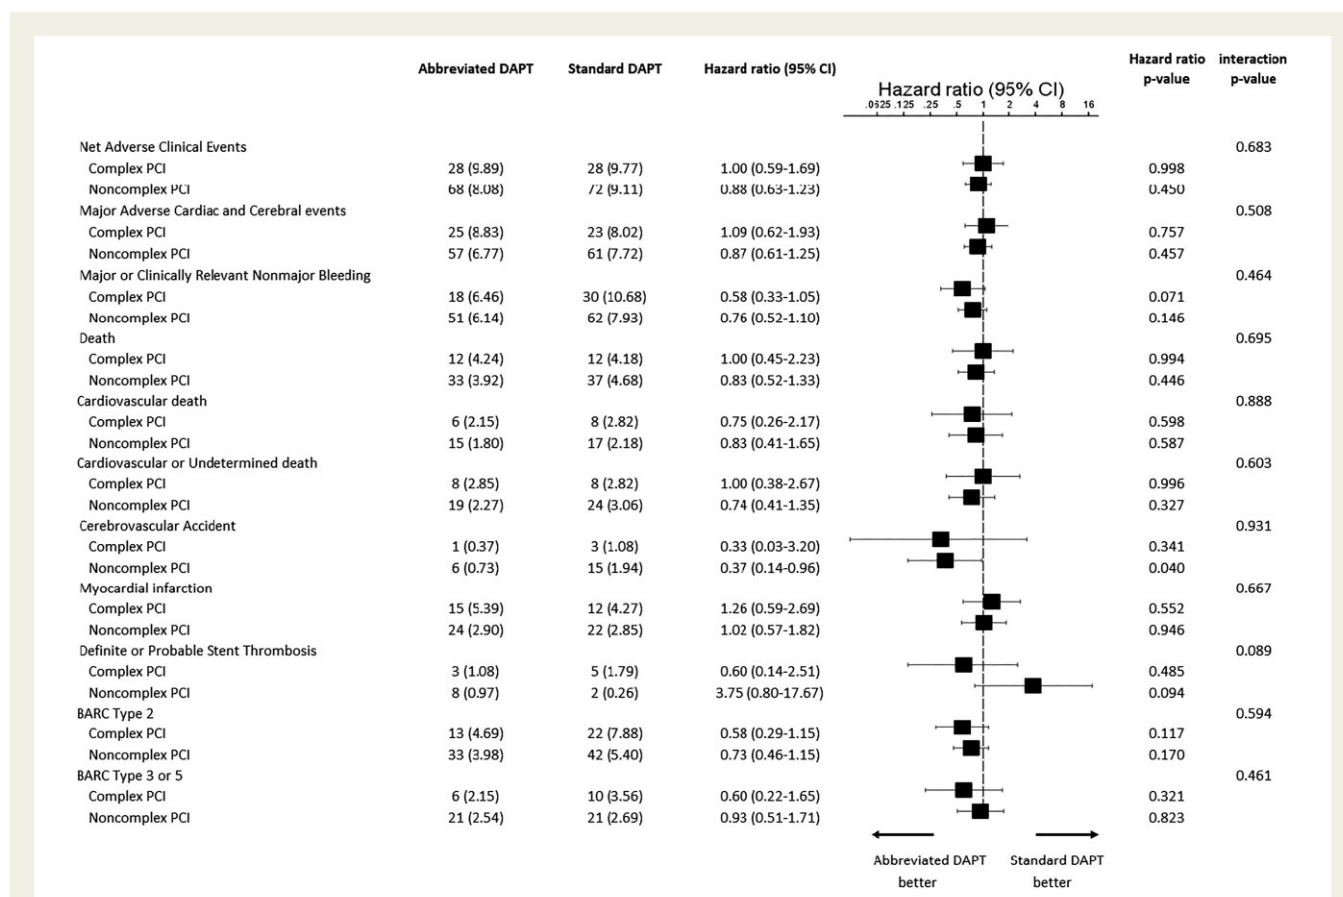 Abbreviated DAPT Standard DAPT Hazard ratio (95% CI) Hazard ratio interaction
p-value p-value
Hazard ratio (95% CI)
.0625 .125 .25 .5 1 2 4 8 16
Net Adverse Clinical Events 0.683
Complex PCI 28 (9.89) 28 (9.77) 1.00 (0.59-1.69) 0.998
Noncomplex PCI 68 (8.08) 72 (9.11) 0.88 (0.63-1.23) 0.450
Major Adverse Cardiac and Cerebral events 0.508
Complex PCI 25 (8.83) 23 (8.02) 1.09 (0.62-1.93) 0.757
Noncomplex PCI 57 (6.77) 61 (7.72) 0.87 (0.61-1.25) 0.457
Major or Clinically Relevant Nonmajor Bleeding 0.464
Complex PCI 18 (6.46) 30 (10.68) 0.58 (0.33-1.05) 0.071
Noncomplex PCI 51 (6.14) 62 (7.93) 0.76 (0.52-1.10) 0.146
Death 0.695
Complex PCI 12 (4.24) 12 (4.18) 1.00 (0.45-2.23) 0.994
Noncomplex PCI 33 (3.92) 37 (4.68) 0.83 (0.52-1.33) 0.446
Cardiovascular death 0.888
Complex PCI 6 (2.15) 8 (2.82) 0.75 (0.26-2.17) 0.598
Noncomplex PCI 15 (1.80) 17 (2.18) 0.83 (0.41-1.65) 0.587
Cardiovascular or Undetermined death 0.603
Complex PCI 8 (2.85) 8 (2.82) 1.00 (0.38-2.67) 0.996
Noncomplex PCI 19 (2.27) 24 (3.06) 0.74 (0.41-1.35) 0.327
Cerebrovascular Accident 0.931
Complex PCI 1 (0.37) 3 (1.08) 0.33 (0.03-3.20) 0.341
Noncomplex PCI 6 (0.73) 15 (1.94) 0.37 (0.14-0.96) 0.040
Myocardial infarction 0.667
Complex PCI 15 (5.39) 12 (4.27) 1.26 (0.59-2.69) 0.552
Noncomplex PCI 24 (2.90) 22 (2.85) 1.02 (0.57-1.82) 0.946
Definite or Probable Stent Thrombosis 0.089
Complex PCI 3 (1.08) 5 (1.79) 0.60 (0.14-2.51) 0.485
Noncomplex PCI 8 (0.97) 2 (0.26) 3.75 (0.80-17.67) 0.094
BARC Type 2 0.594
Complex PCI 13 (4.69) 22 (7.88) 0.58 (0.29-1.15) 0.117
Noncomplex PCI 33 (3.98) 42 (5.40) 0.73 (0.46-1.15) 0.170
BARC Type 3 or 5 0.461
Complex PCI 6 (2.15) 10 (3.56) 0.60 (0.22-1.65) 0.321
Noncomplex PCI 21 (2.54) 21 (2.69) 0.93 (0.51-1.71) 0.823
Abbreviated DAPT Standard DAPT
better better